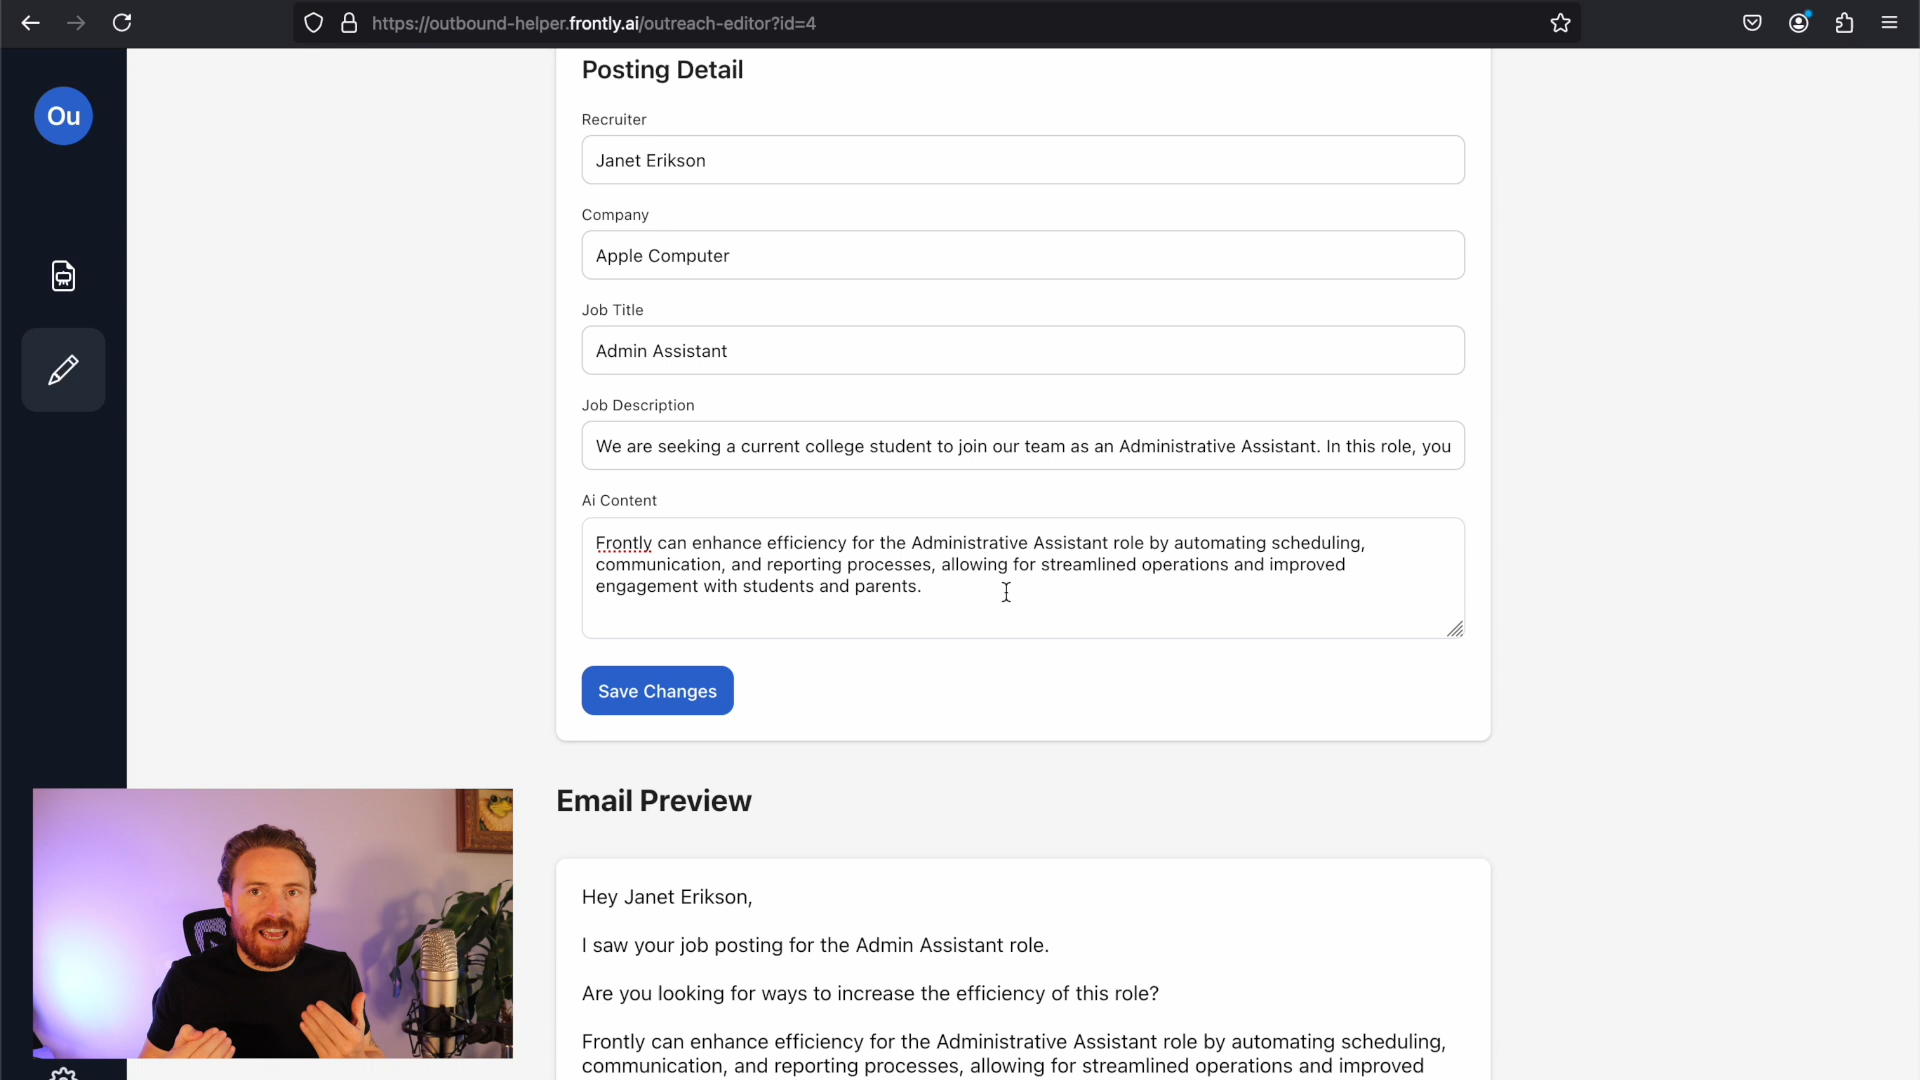 https://outbound-helper.frontly.ai/outreach-editor?id=4
Ou
Posting Detail
Recruiter
Janet Erikson
Company
Apple Computer
Job Title
Admin Assistant
Job Description
We are seeking a current college student to join our team as an Administrative Assistant. In this role, you
Ai Content
Frontly can enhance efficiency for the Administrative Assistant role by automating scheduling,
communication, and reporting processes, allowing for streamlined operations and improved
engagement with students and parents.
Save Changes
Email Preview
Hey Janet Erikson,
I saw your job posting for the Admin Assistant role.
Are you looking for ways to increase the efficiency of this role?
Frontly can enhance efficiency for the Administrative Assistant role by automating scheduling,
communication, and reporting processes, allowing for streamlined operations and improved